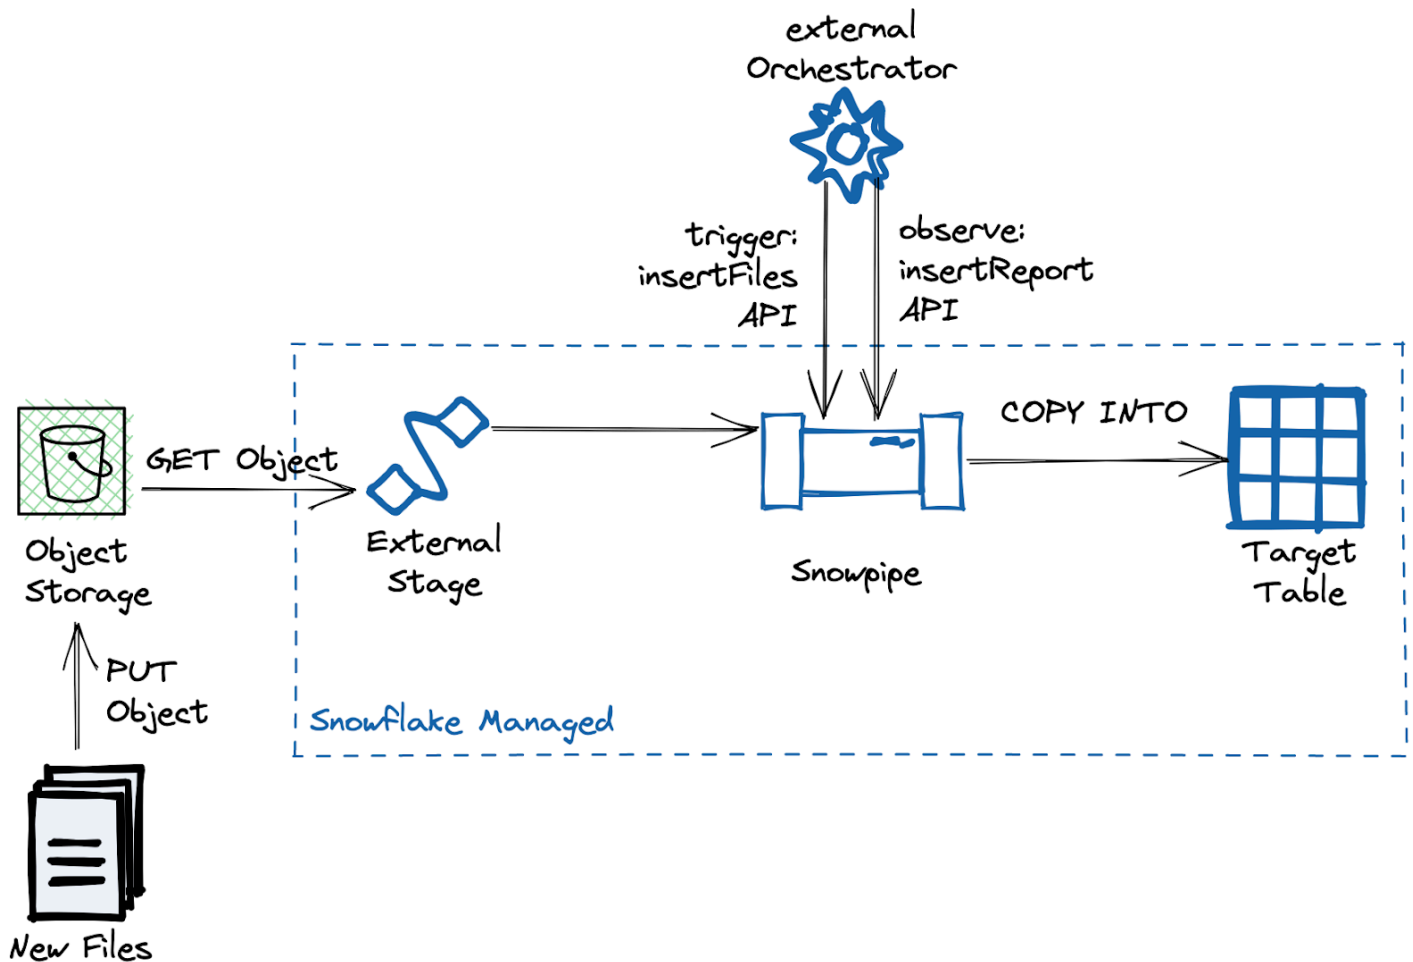 external
Orchestrator
trigger:
insertFiles
API
observe:
insertReport
API
COPY INTO
GET Object
Object
Storage
External
Stage
Snowpipe
Target
Table
PUT
Object
Snowflake Managed
New Files